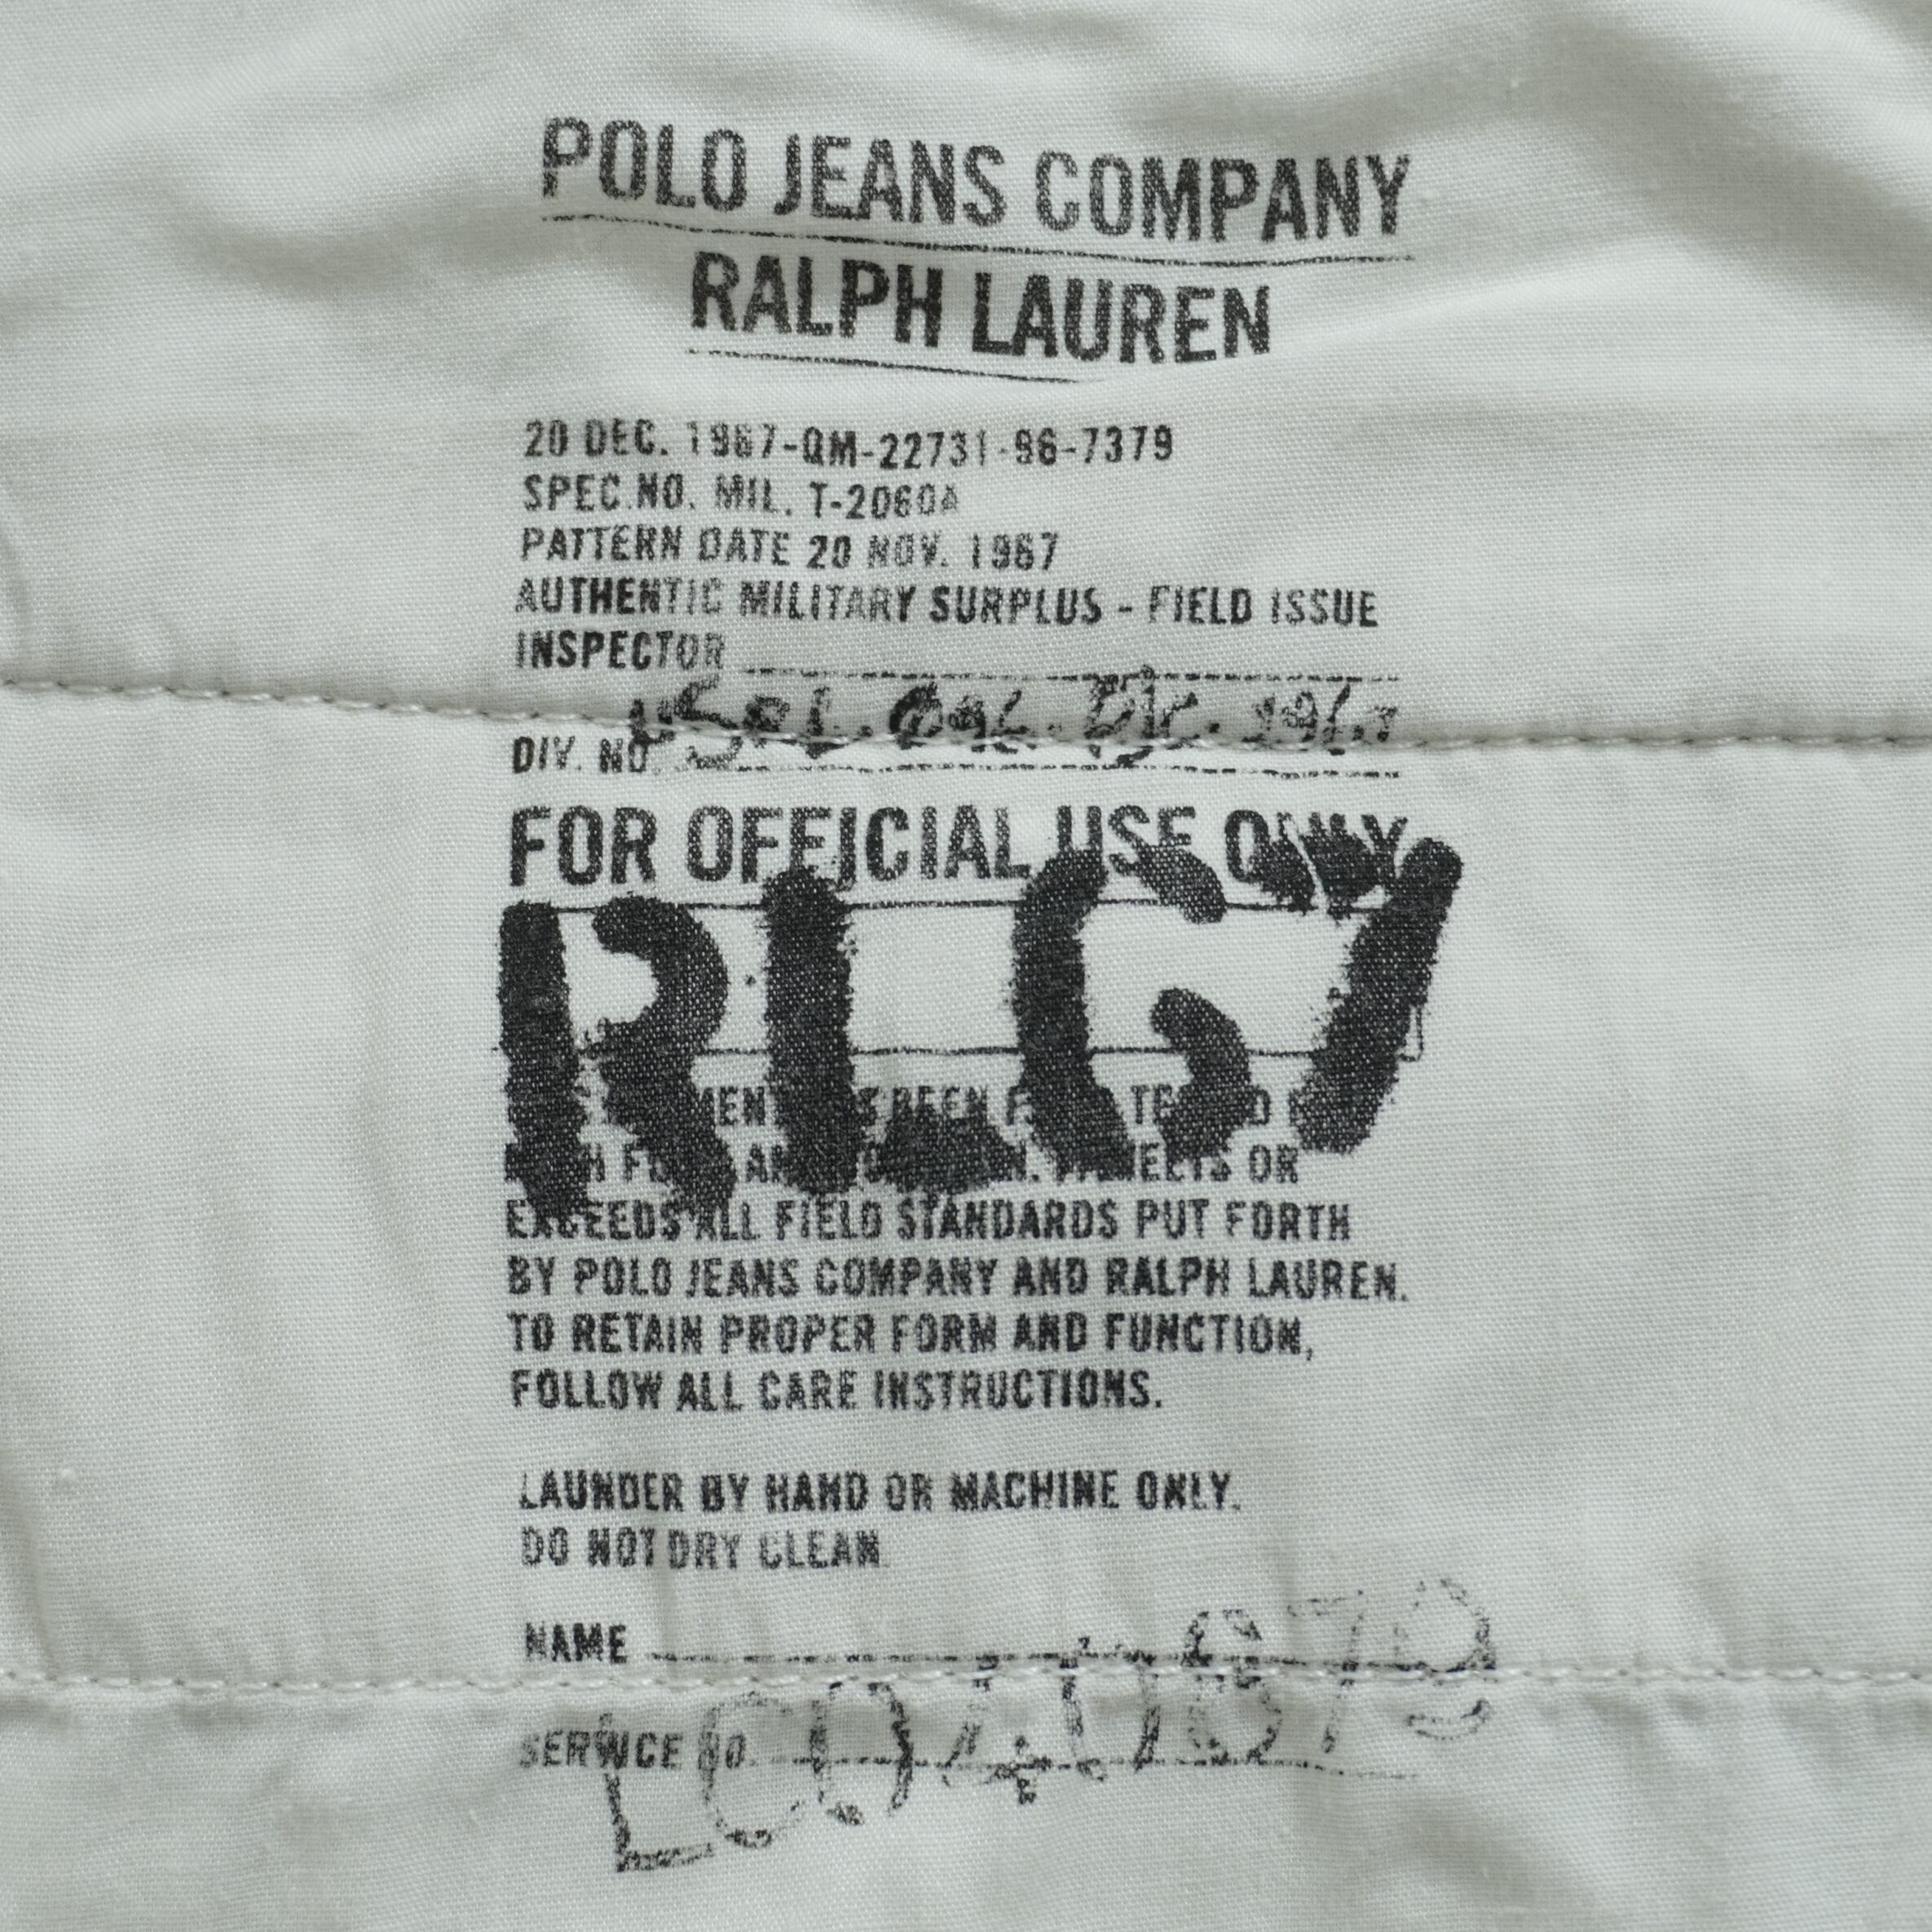 POLO JEANS COMPANY
RALPH LAUREN
20 DEC. 1967-QM-22731-96-7379
SPEC.NO. MIL. T-2060A
PATTERN DATE 20 NOV. 1967
AUTHENTIC MILITARY SURPLUS - FIELD ISSUE
INSPECTOR
DIV. NO.
FOR OFFICIAL USE ONLY
RLG7
BEEN
OR
EXCEEDS ALL FIELD STANDARDS PUT FORTH
BY POLO JEANS COMPANY AND RALPH LAUREN.
TO RETAIN PROPER FORM AND FUNCTION,
FOLLOW ALL CARE INSTRUCTIONS.
LAUNDER BY HAND OR MACHINE ONLY.
DO NOT DRY CLEAN.
NAME
SERVICE NO.